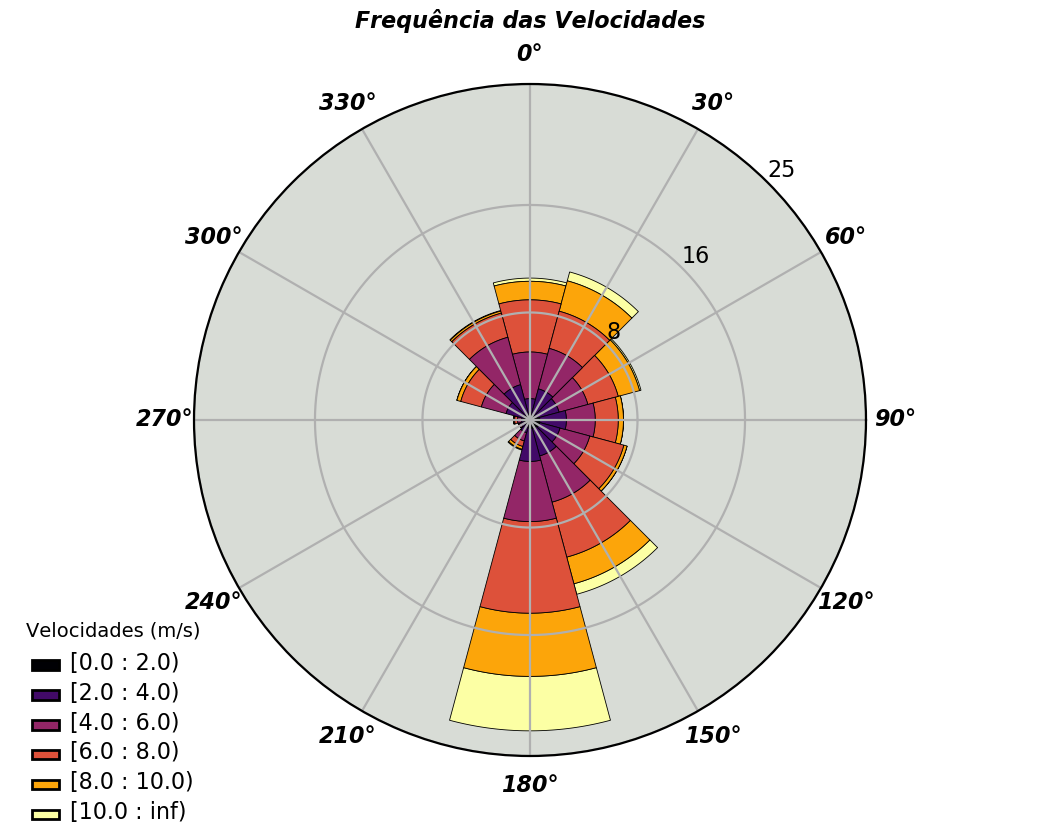 Frequência das Velocidades
0°
330°
30°
25
300°
60°
16
8
270°
90°
240°
120°
210°
150°
180°
Velocidades (m/s)
[0.0 : 2.0)
[2.0 : 4.0)
[4.0 : 6.0)
[6.0 : 8.0)
[8.0 : 10.0)
[10.0 : inf)